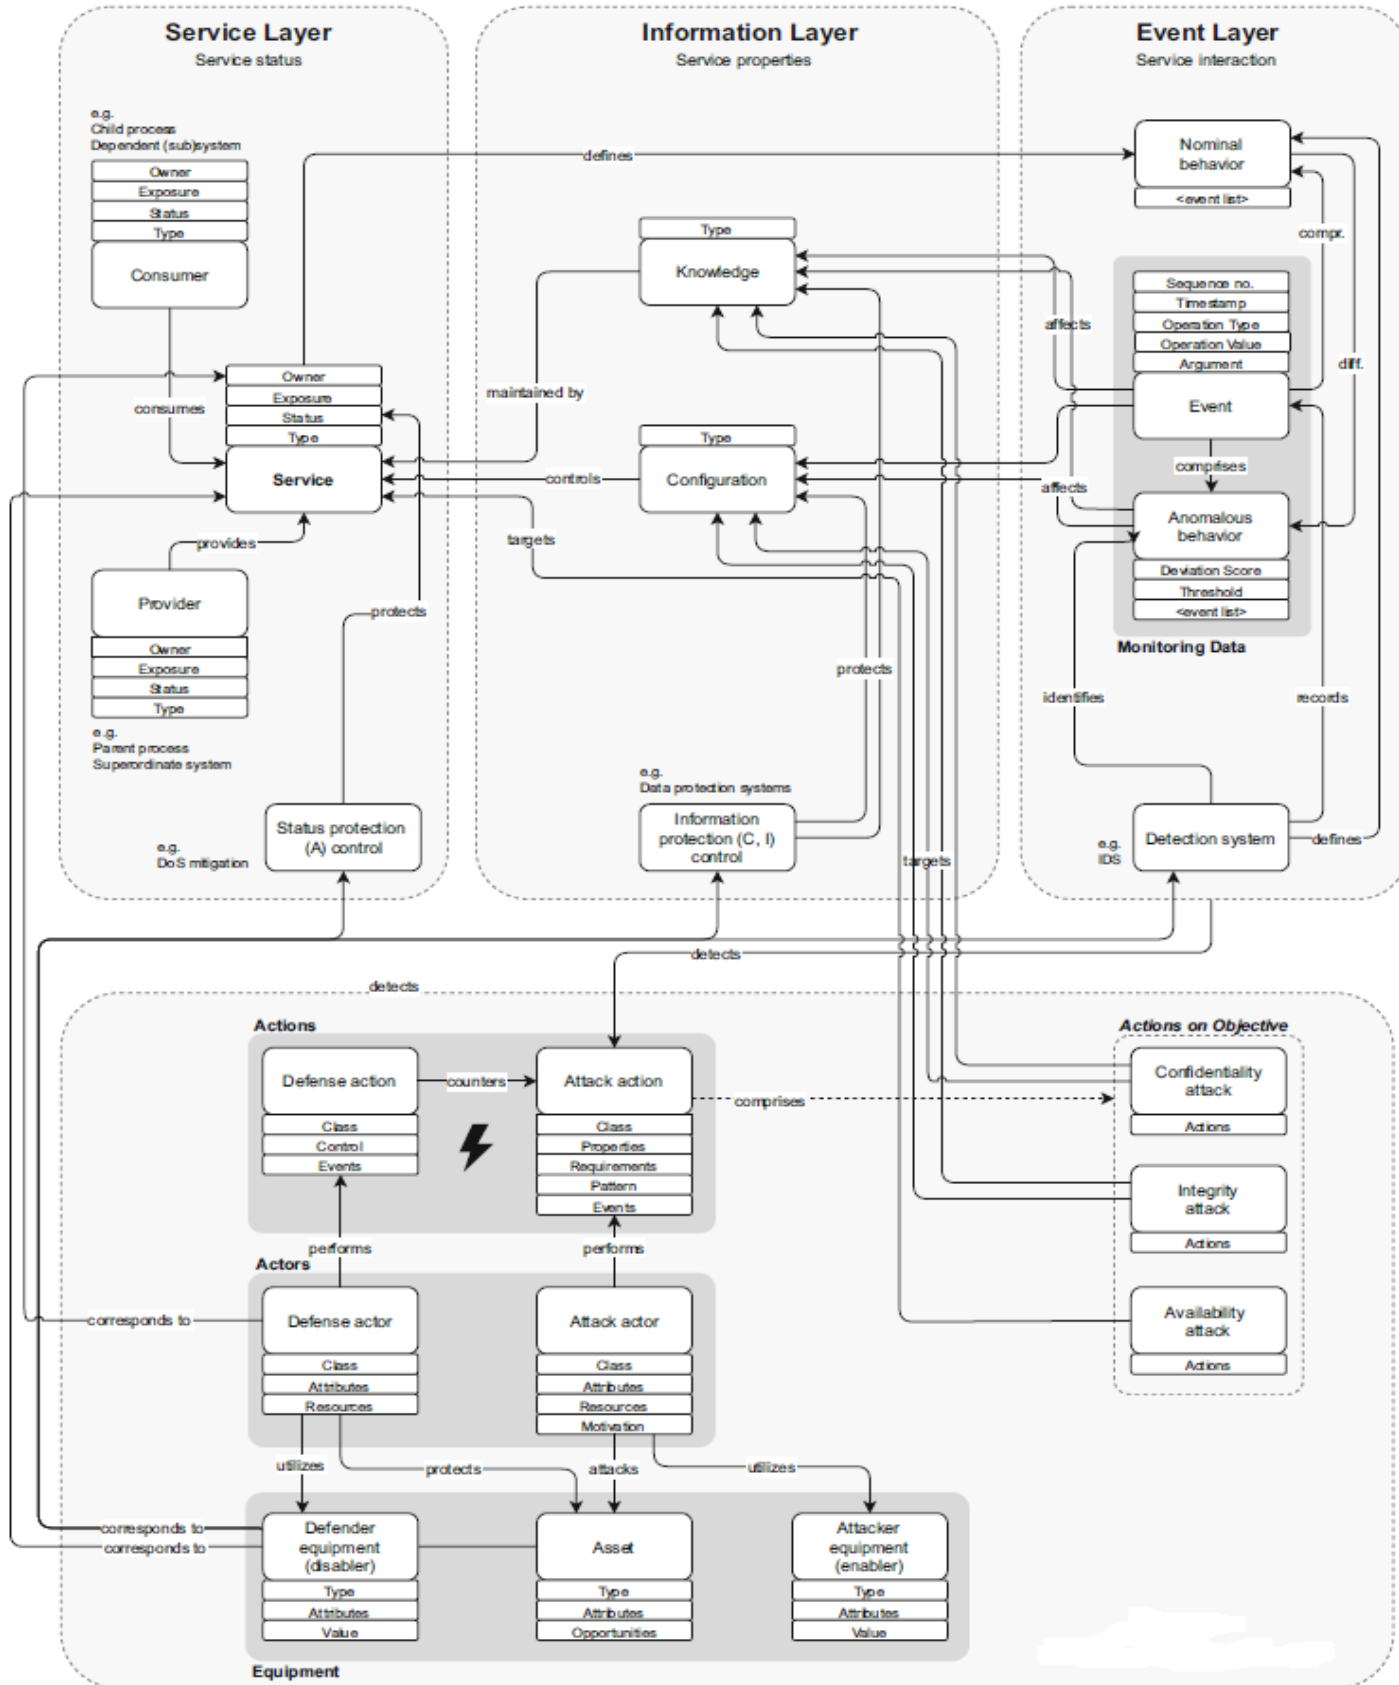 Service Layer
Service status
e.g.
Child process
Dependent (sub)system
Owner
Exposure
Status
Type
Consumer
consumes
Owner
Exposure
Status
Type
Service
provides
Provider
Owner
Exposure
Status
Type
e.g.
Parent process
Superordinate system
protects
Status protection
(A) control
e.g.
DoS mitigation
Information Layer
Service properties
defines
Type
Knowledge
maintained by
Type
Configuration
controls
targets
protects
e.g.
Data protection systems
Information
protection (C, I)
control
targets
Event Layer
Service interaction
Nominal
behavior
<event list>
compr.
Sequence no.
Timestamp
Operation Type
Operation Value
Argument
Event
affects
diff.
comprises
affects
Anomalous
behavior
Deviation Score
Threshold
<event list>
Monitoring Data
identifies
records
Detection system
defines
e.g.
IDS
detects
detects
Actions
Defense action
Class
Control
Events
counters
Attack action
Class
Properties
Requirements
Pattern
Events
comprises
Actions on Objective
Confidentiality
attack
Actions
Integrity
attack
Actions
Availability
attack
Actions
performs
performs
Actors
corresponds to
Defense actor
Class
Attributes
Resources
Attack actor
Class
Attributes
Resources
Motivation
utilizes
protects
attacks
utilizes
corresponds to
corresponds to
Defender
equipment
(disabler)
Type
Attributes
Value
Asset
Type
Attributes
Opportunities
Attacker
equipment
(enabler)
Type
Attributes
Value
Equipment